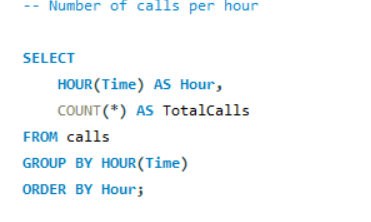 -- Number of calls per hour
SELECT
HOUR(Time) AS Hour,
COUNT(*) AS TotalCalls
FROM calls
GROUP BY HOUR(Time)
ORDER BY Hour;